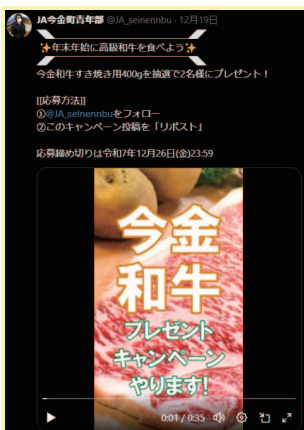 JA今金町青年部 @JA_seinennbu · 12月19日
✨年末年始に高級和牛を食べよう✨
今金和牛すき焼き用400gを抽選で2名様にプレゼント！
[[応募方法]]
①@JA_seinennbuをフォロー
②このキャンペーン投稿を「リポスト」
応募締め切りは令和7年12月26日(金)23:59
今金
和牛
プレゼント
キャンペーン
やります!
0:01 / 0:35